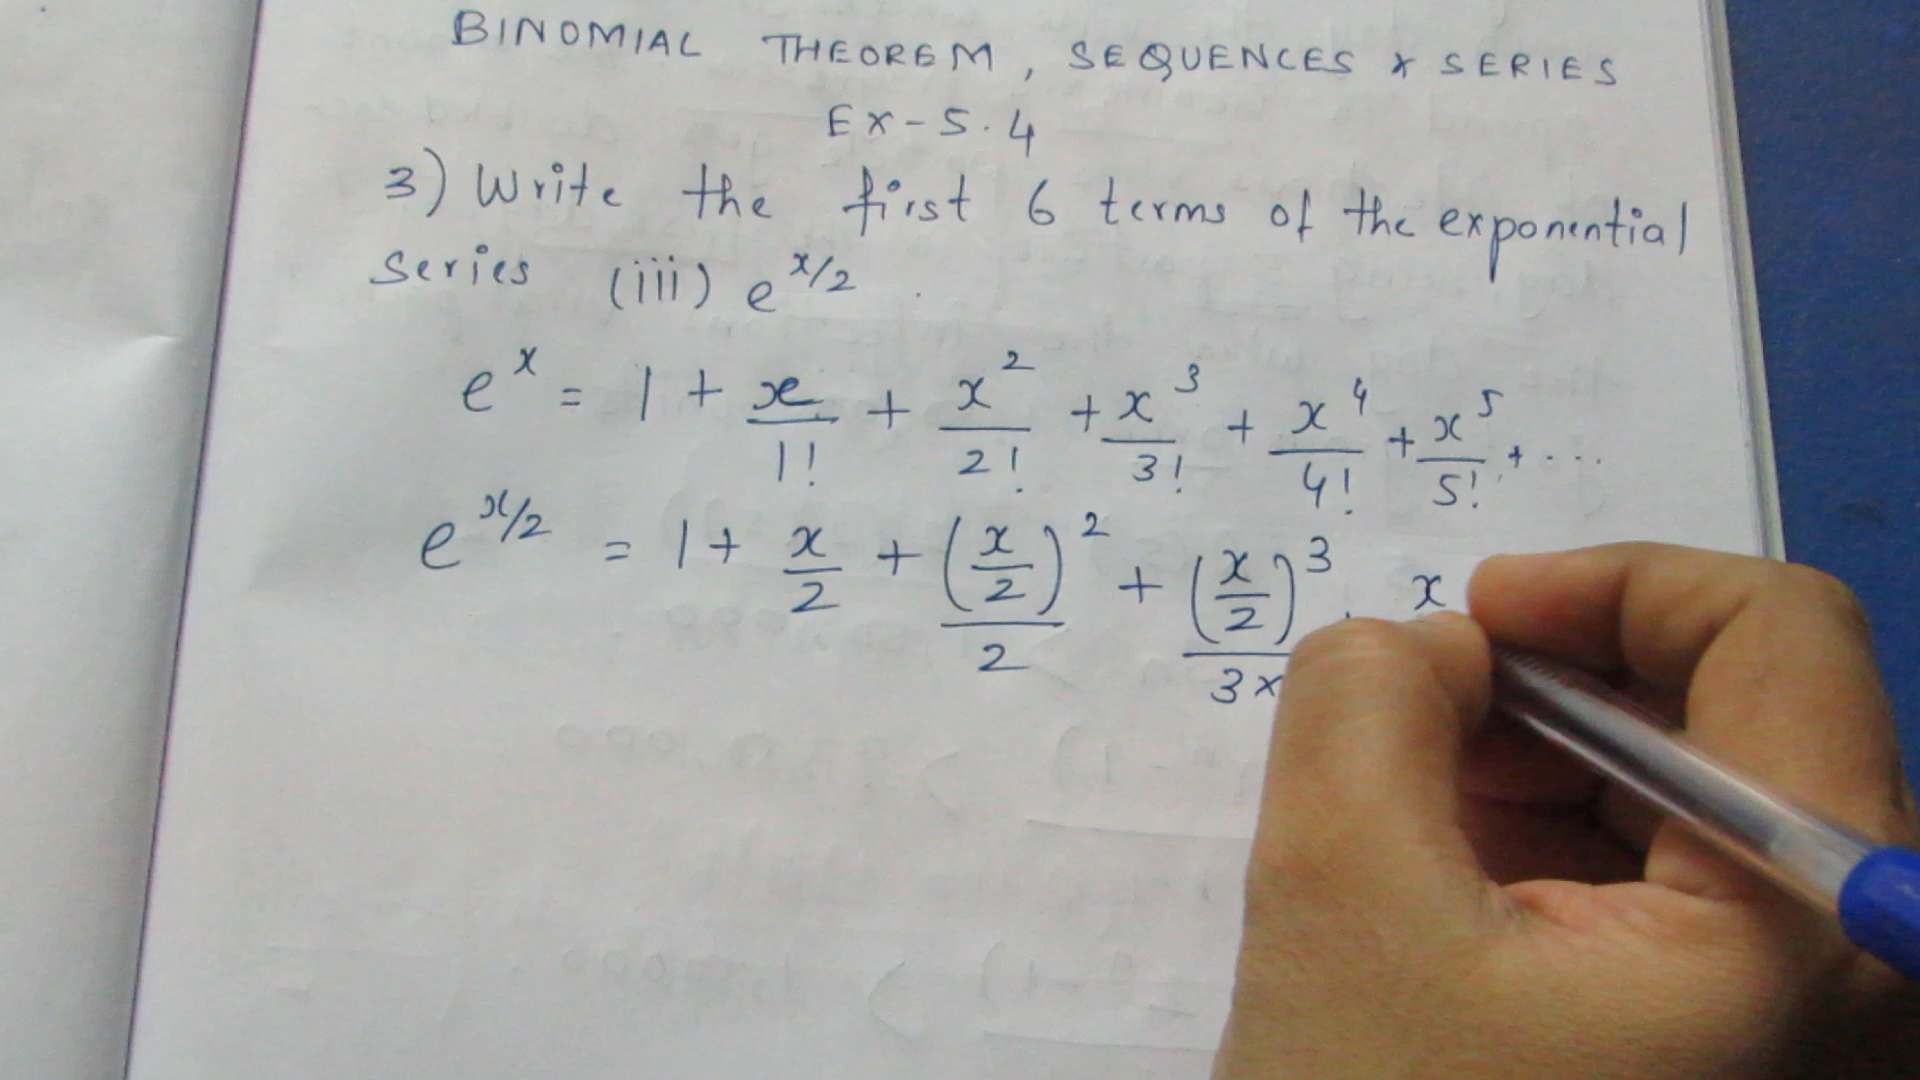 BINOMIAL THEOREM, SEQUENCES & SERIES
EX-5.4
3) Write the first 6 terms of the exponential
series (iii) e^x/2.
e^x = 1 + x/1! + x^2/2! + x^3/3! + x^4/4! + x^5/5! + ...
e^x/2 = 1 + x/2 + (x/2)^2/2 + (x/2)^3/3× x